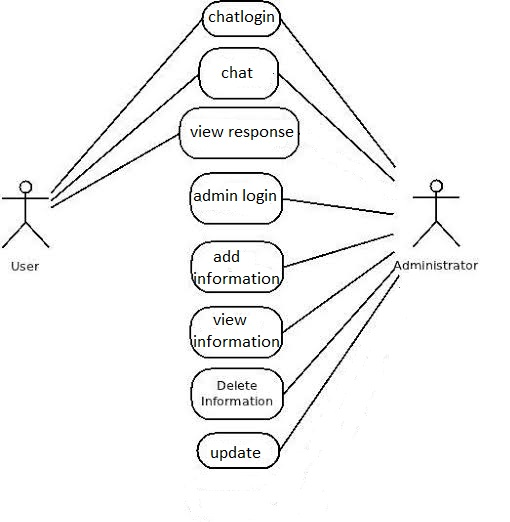 chatlogin
chat
view response
admin login
add
information
view
information
Delete
Information
update
User
Administrator